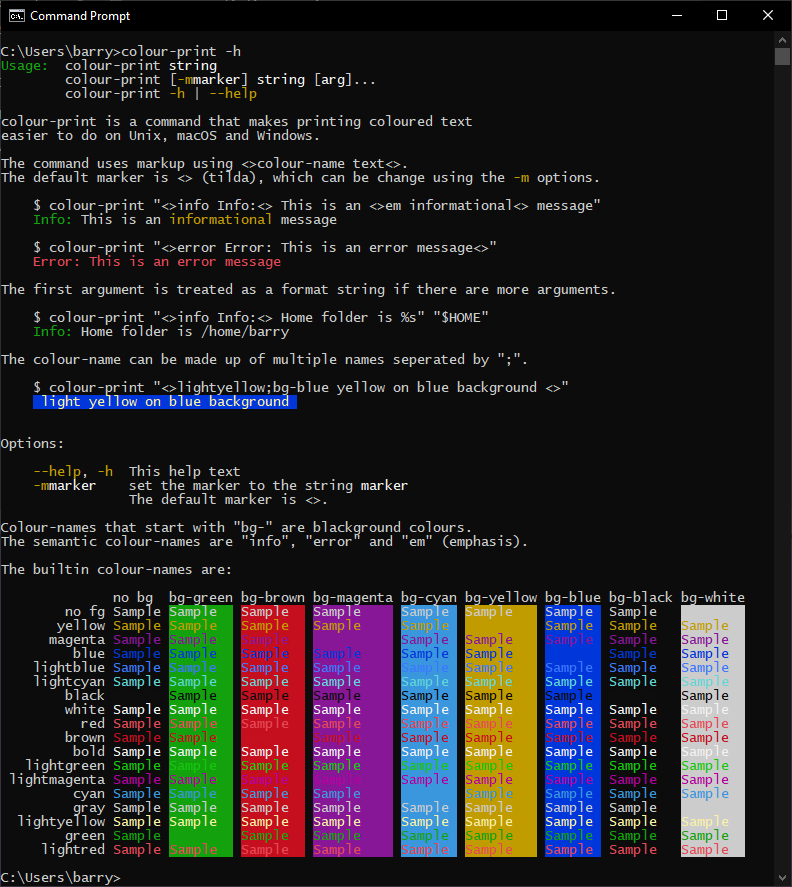 Command Prompt
C:\Users\barry>colour-print -h
Usage: colour-print string
colour-print [-mmarker] string [arg]...
colour-print -h | --help
colour-print is a command that makes printing coloured text
easier to do on Unix, macOS and Windows.
The command uses markup using <>colour-name text<>.
The default marker is <> (tilda), which can be change using the -m options.
$ colour-print "<>info Info:<> This is an <>em informational<> message"
Info: This is an informational message
$ colour-print "<>error Error: This is an error message<>"
Error: This is an error message
The first argument is treated as a format string if there are more arguments.
$ colour-print "<>info Info:<> Home folder is %s" "$HOME"
Info: Home folder is /home/barry
The colour-name can be made up of multiple names seperated by ";".
$ colour-print "<>lightyellow;bg-blue yellow on blue background <>"
light yellow on blue background
Options:
--help, -h This help text
-mmarker set the marker to the string marker
The default marker is <>.
Colour-names that start with "bg-" are blackground colours.
The semantic colour-names are "info", "error" and "em" (emphasis).
The builtin colour-names are:
no bg bg-green bg-brown bg-magenta bg-cyan bg-yellow bg-blue bg-black bg-white
no fg Sample Sample Sample Sample Sample Sample Sample Sample
yellow Sample Sample Sample Sample Sample Sample Sample Sample
magenta Sample Sample Sample Sample Sample Sample Sample Sample
blue Sample Sample Sample Sample Sample Sample Sample Sample
lightblue Sample Sample Sample Sample Sample Sample Sample Sample Sample
lightcyan Sample Sample Sample Sample Sample Sample Sample Sample Sample
black Sample Sample Sample Sample Sample Sample Sample
white Sample Sample Sample Sample Sample Sample Sample Sample Sample
red Sample Sample Sample Sample Sample Sample Sample Sample Sample
brown Sample Sample Sample Sample Sample Sample Sample Sample
bold Sample Sample Sample Sample Sample Sample Sample Sample Sample
lightgreen Sample Sample Sample Sample Sample Sample Sample Sample Sample
lightmagenta Sample Sample Sample Sample Sample Sample Sample Sample Sample
cyan Sample Sample Sample Sample Sample Sample Sample Sample
gray Sample Sample Sample Sample Sample Sample Sample Sample
lightyellow Sample Sample Sample Sample Sample Sample Sample Sample Sample
green Sample Sample Sample Sample Sample Sample Sample Sample
lightred Sample Sample Sample Sample Sample Sample Sample Sample Sample
C:\Users\barry>